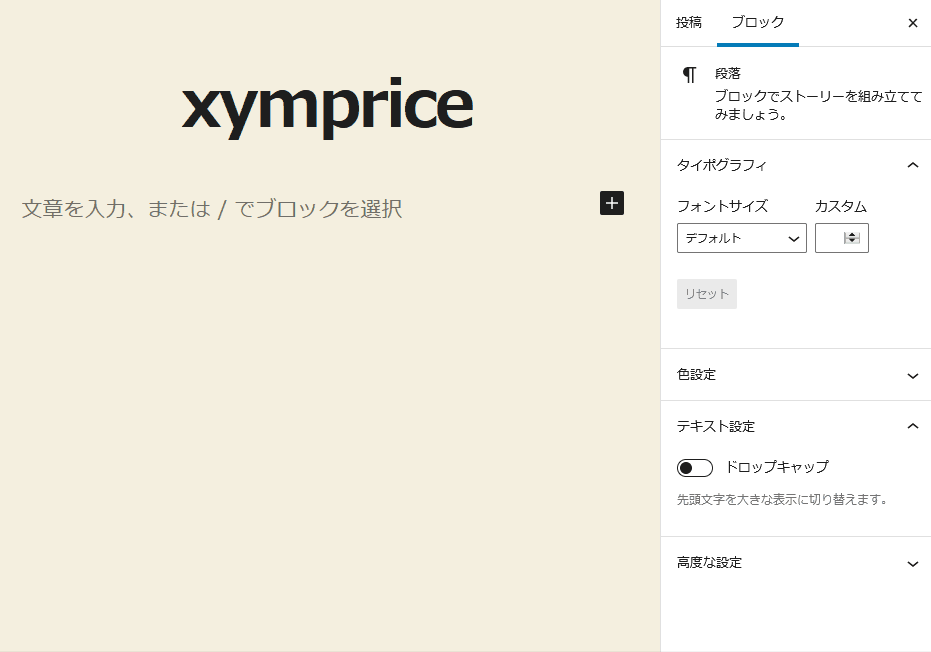 xymprice
文章を入力、または / でブロックを選択
投稿 ブロック
段落
ブロックでストーリーを組み立てて
みましょう。
タイポグラフィ
フォントサイズ カスタム
デフォルト
リセット
色設定
テキスト設定
ドロップキャップ
先頭文字を大きな表示に切り替えます。
高度な設定